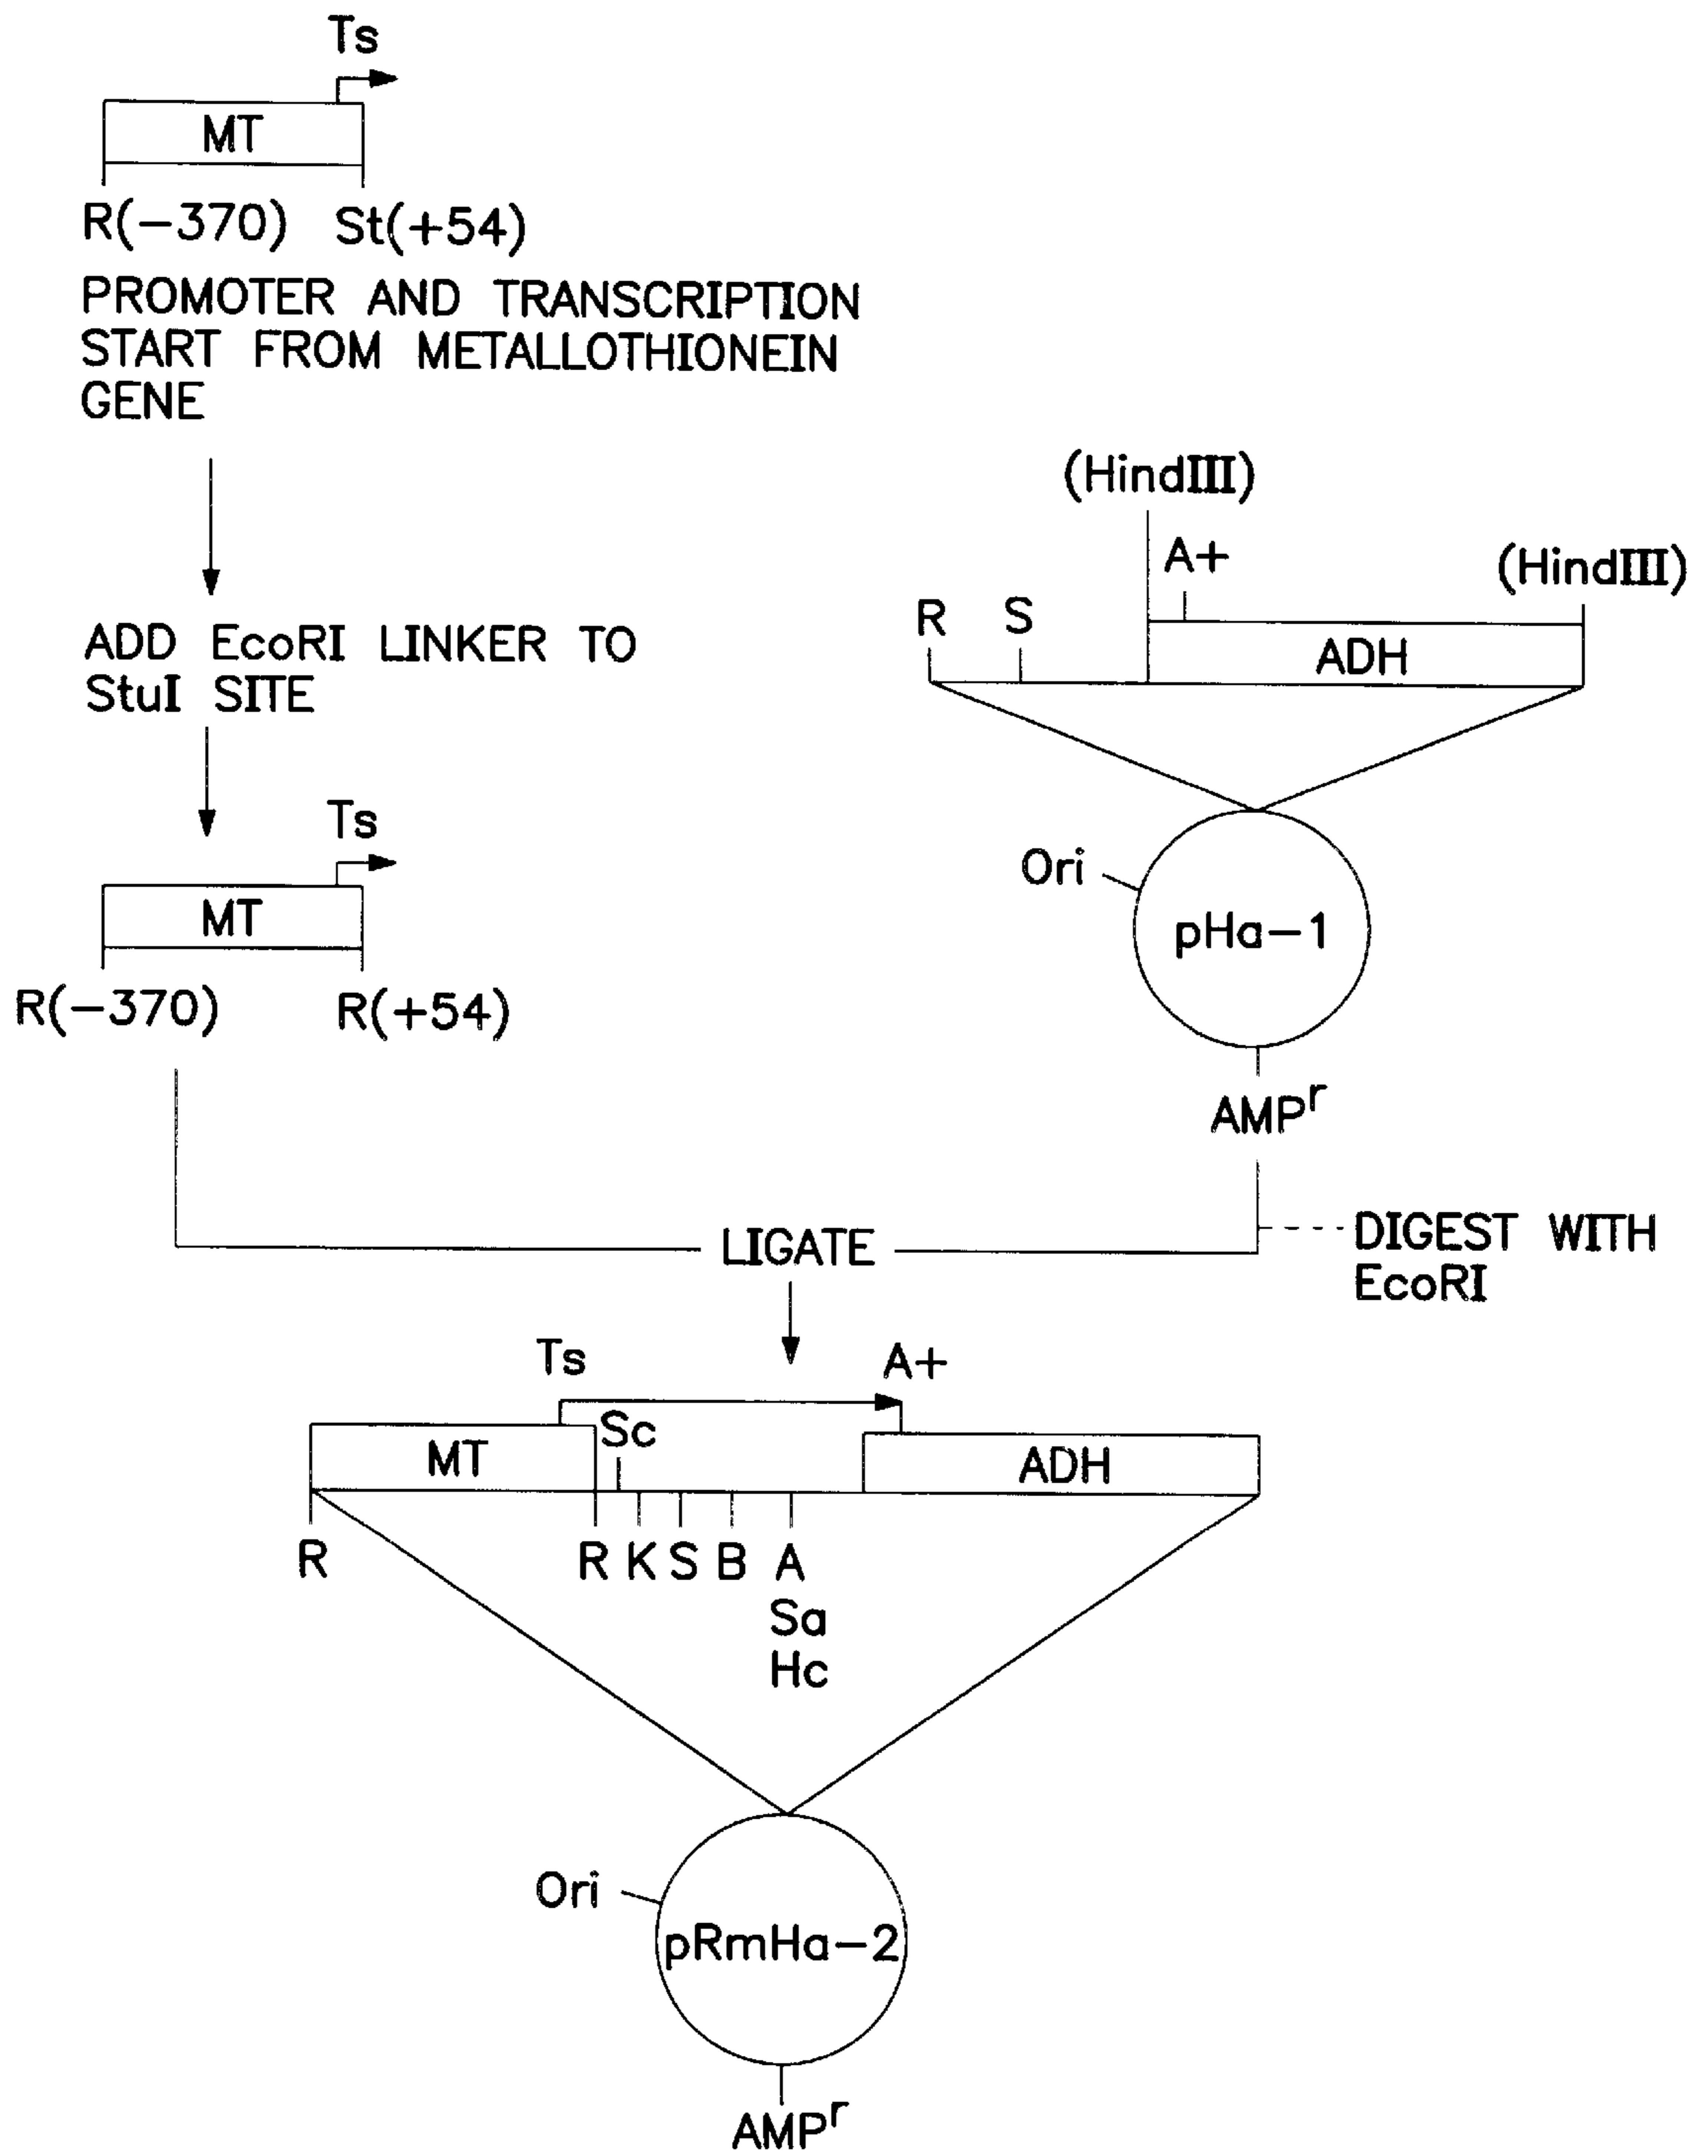 Ts
MT
R(-370) St(+54)
PROMOTER AND TRANSCRIPTION
START FROM METALLOTHIONEIN
GENE
ADD EcoRI LINKER TO
StuI SITE
Ts
MT
R(-370) R(+54)
(HindIII)
A+
(HindIII)
R S
ADH
Ori
pHa-1
AMPr
LIGATE
DIGEST WITH
EcoRI
Ts A+
Sc
MT ADH
R R K S B A
Sa
Hc
Ori
pRmHa-2
AMPr